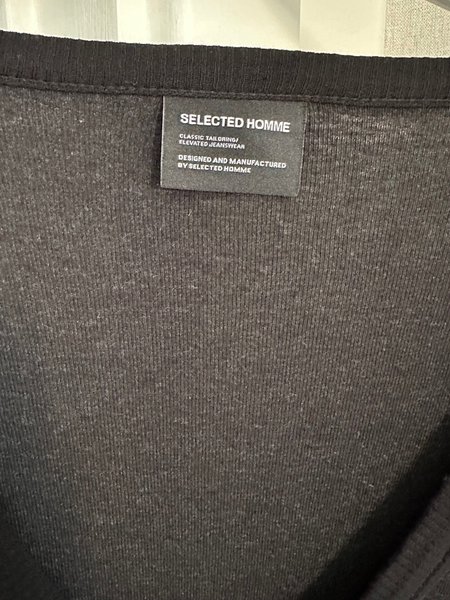 SELECTED HOMME
CLASSIC TAILORING/
ELEVATED JEANSWEAR
DESIGNED AND MANUFACTURED
BY SELECTED HOMME